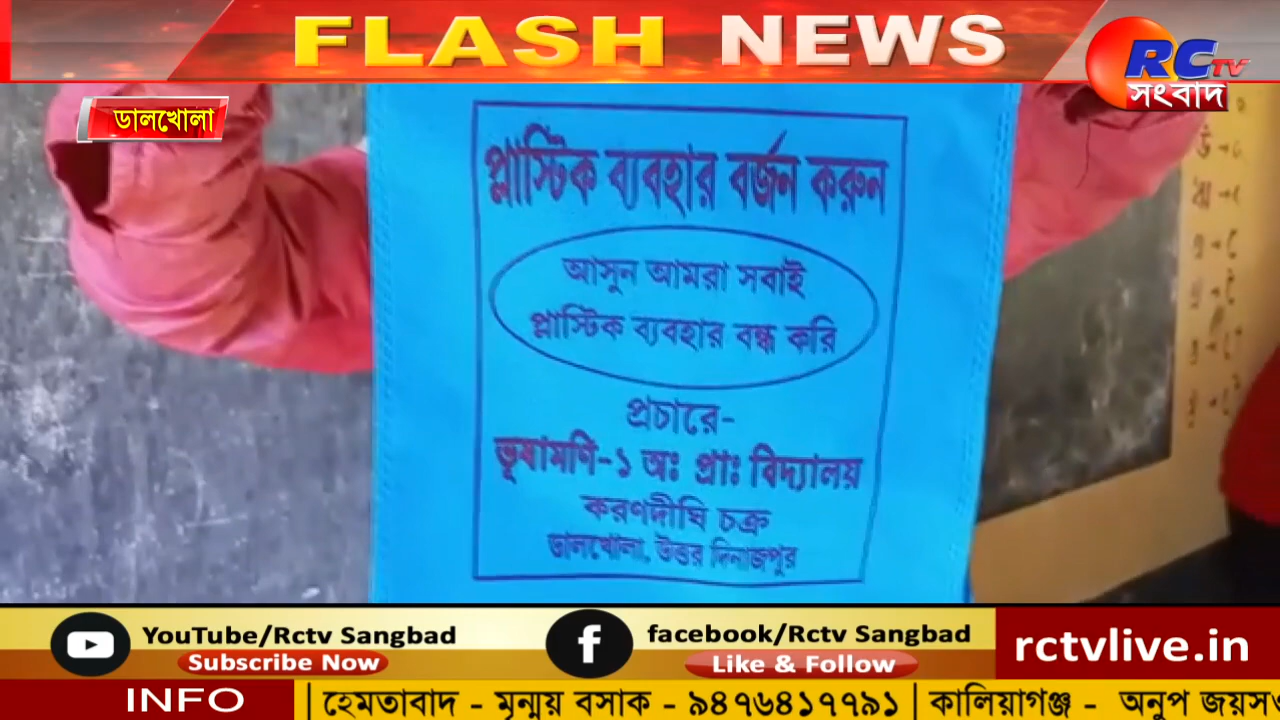 FLASH NEWS
RCTV
সংবাদ
ডালখোলা
প্লাস্টিক ব্যবহার বর্জন করুন
আসুন আমরা সবাই
প্লাস্টিক ব্যবহার বন্ধ করি
প্রচারে-
ভূষামণি-১ অঃ প্রাঃ বিদ্যালয়
করণদীঘি চক্র
ডালখোলা, উত্তর দিনাজপুর
YouTube/Rctv Sangbad
Subscribe Now
facebook/Rctv Sangbad
Like & Follow
rctvlive.in
INFO
হেমতাবাদ - মৃন্ময় বসাক - ৯৪৭৬৪১৭৭৯১ | কালিয়াগঞ্জ - অনুপ